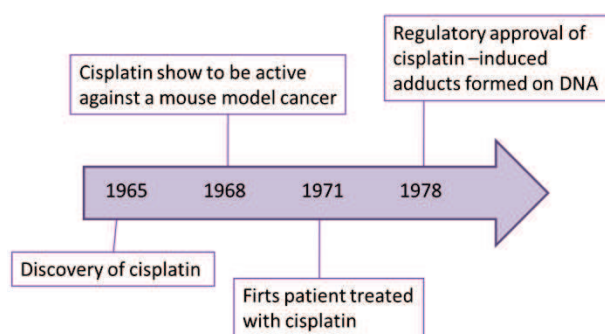 Cisplatin show to be active
against a mouse model cancer
Regulatory approval of
cisplatin –induced
adducts formed on DNA
1965 1968 1971 1978
Discovery of cisplatin
Firts patient treated
with cisplatin